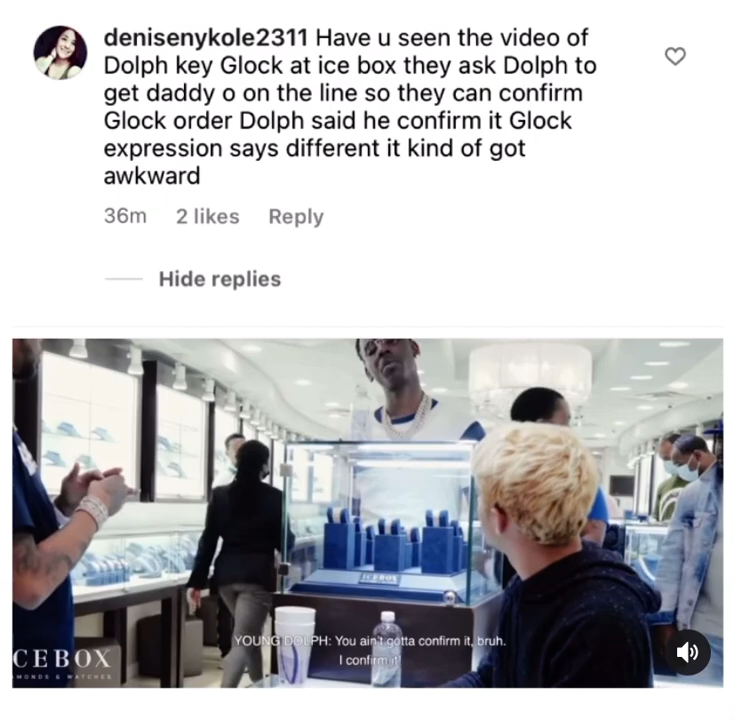 denisenykole2311 Have u seen the video of
Dolph key Glock at ice box they ask Dolph to
get daddy o on the line so they can confirm
Glock order Dolph said he confirm it Glock
expression says different it kind of got
awkward
36m 2 likes Reply
Hide replies
ICEBOX
YOUNG DOLPH: You ain't gotta confirm it, bruh.
I confirm it!
CEBOX
MONDS & WATCHES